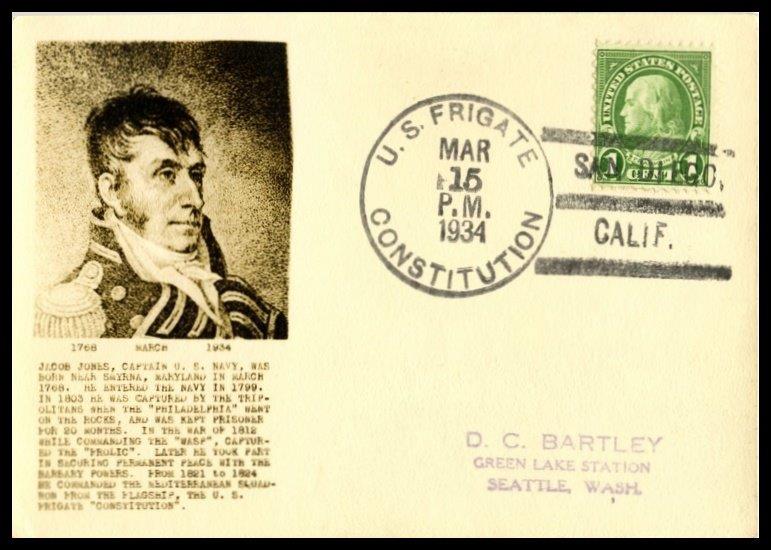 1768 MARCH 1934
JACOB JONES, CAPTAIN U. S. NAVY, WAS
BORN NEAR SMYRNA, MARYLAND IN MARCH
1768. HE ENTERED THE NAVY IN 1799.
IN 1803 HE WAS CAPTURED BY THE TRIP-
OLITANS WHEN THE "PHILADELPHIA" WENT
ON THE ROCKS, AND WAS KEPT PRISONER
FOR 20 MONTHS. IN THE WAR OF 1812
WHILE COMMANDING THE "WASP", CAPTUR-
ED THE "FROLIC". LATER HE TOOK PART
IN SECURING PERMANENT PEACE WITH THE
BARBARY POWERS. FROM 1821 to 1824
HE COMMANDED THE MEDITERRANEAN SQUAD-
RON FROM THE FLAGSHIP, THE U. S.
FRIGATE "CONSTITUTION".
U.S. FRIGATE
MAR
15
P.M.
1934
CONSTITUTION
UNITED STATES POSTAGE
1 CENT 1
SAN DIEGO,
CALIF.
D. C. BARTLEY
GREEN LAKE STATION
SEATTLE, WASH.